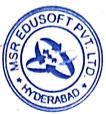 MSR EDUSOFT PVT. LTD.
HYDERABAD